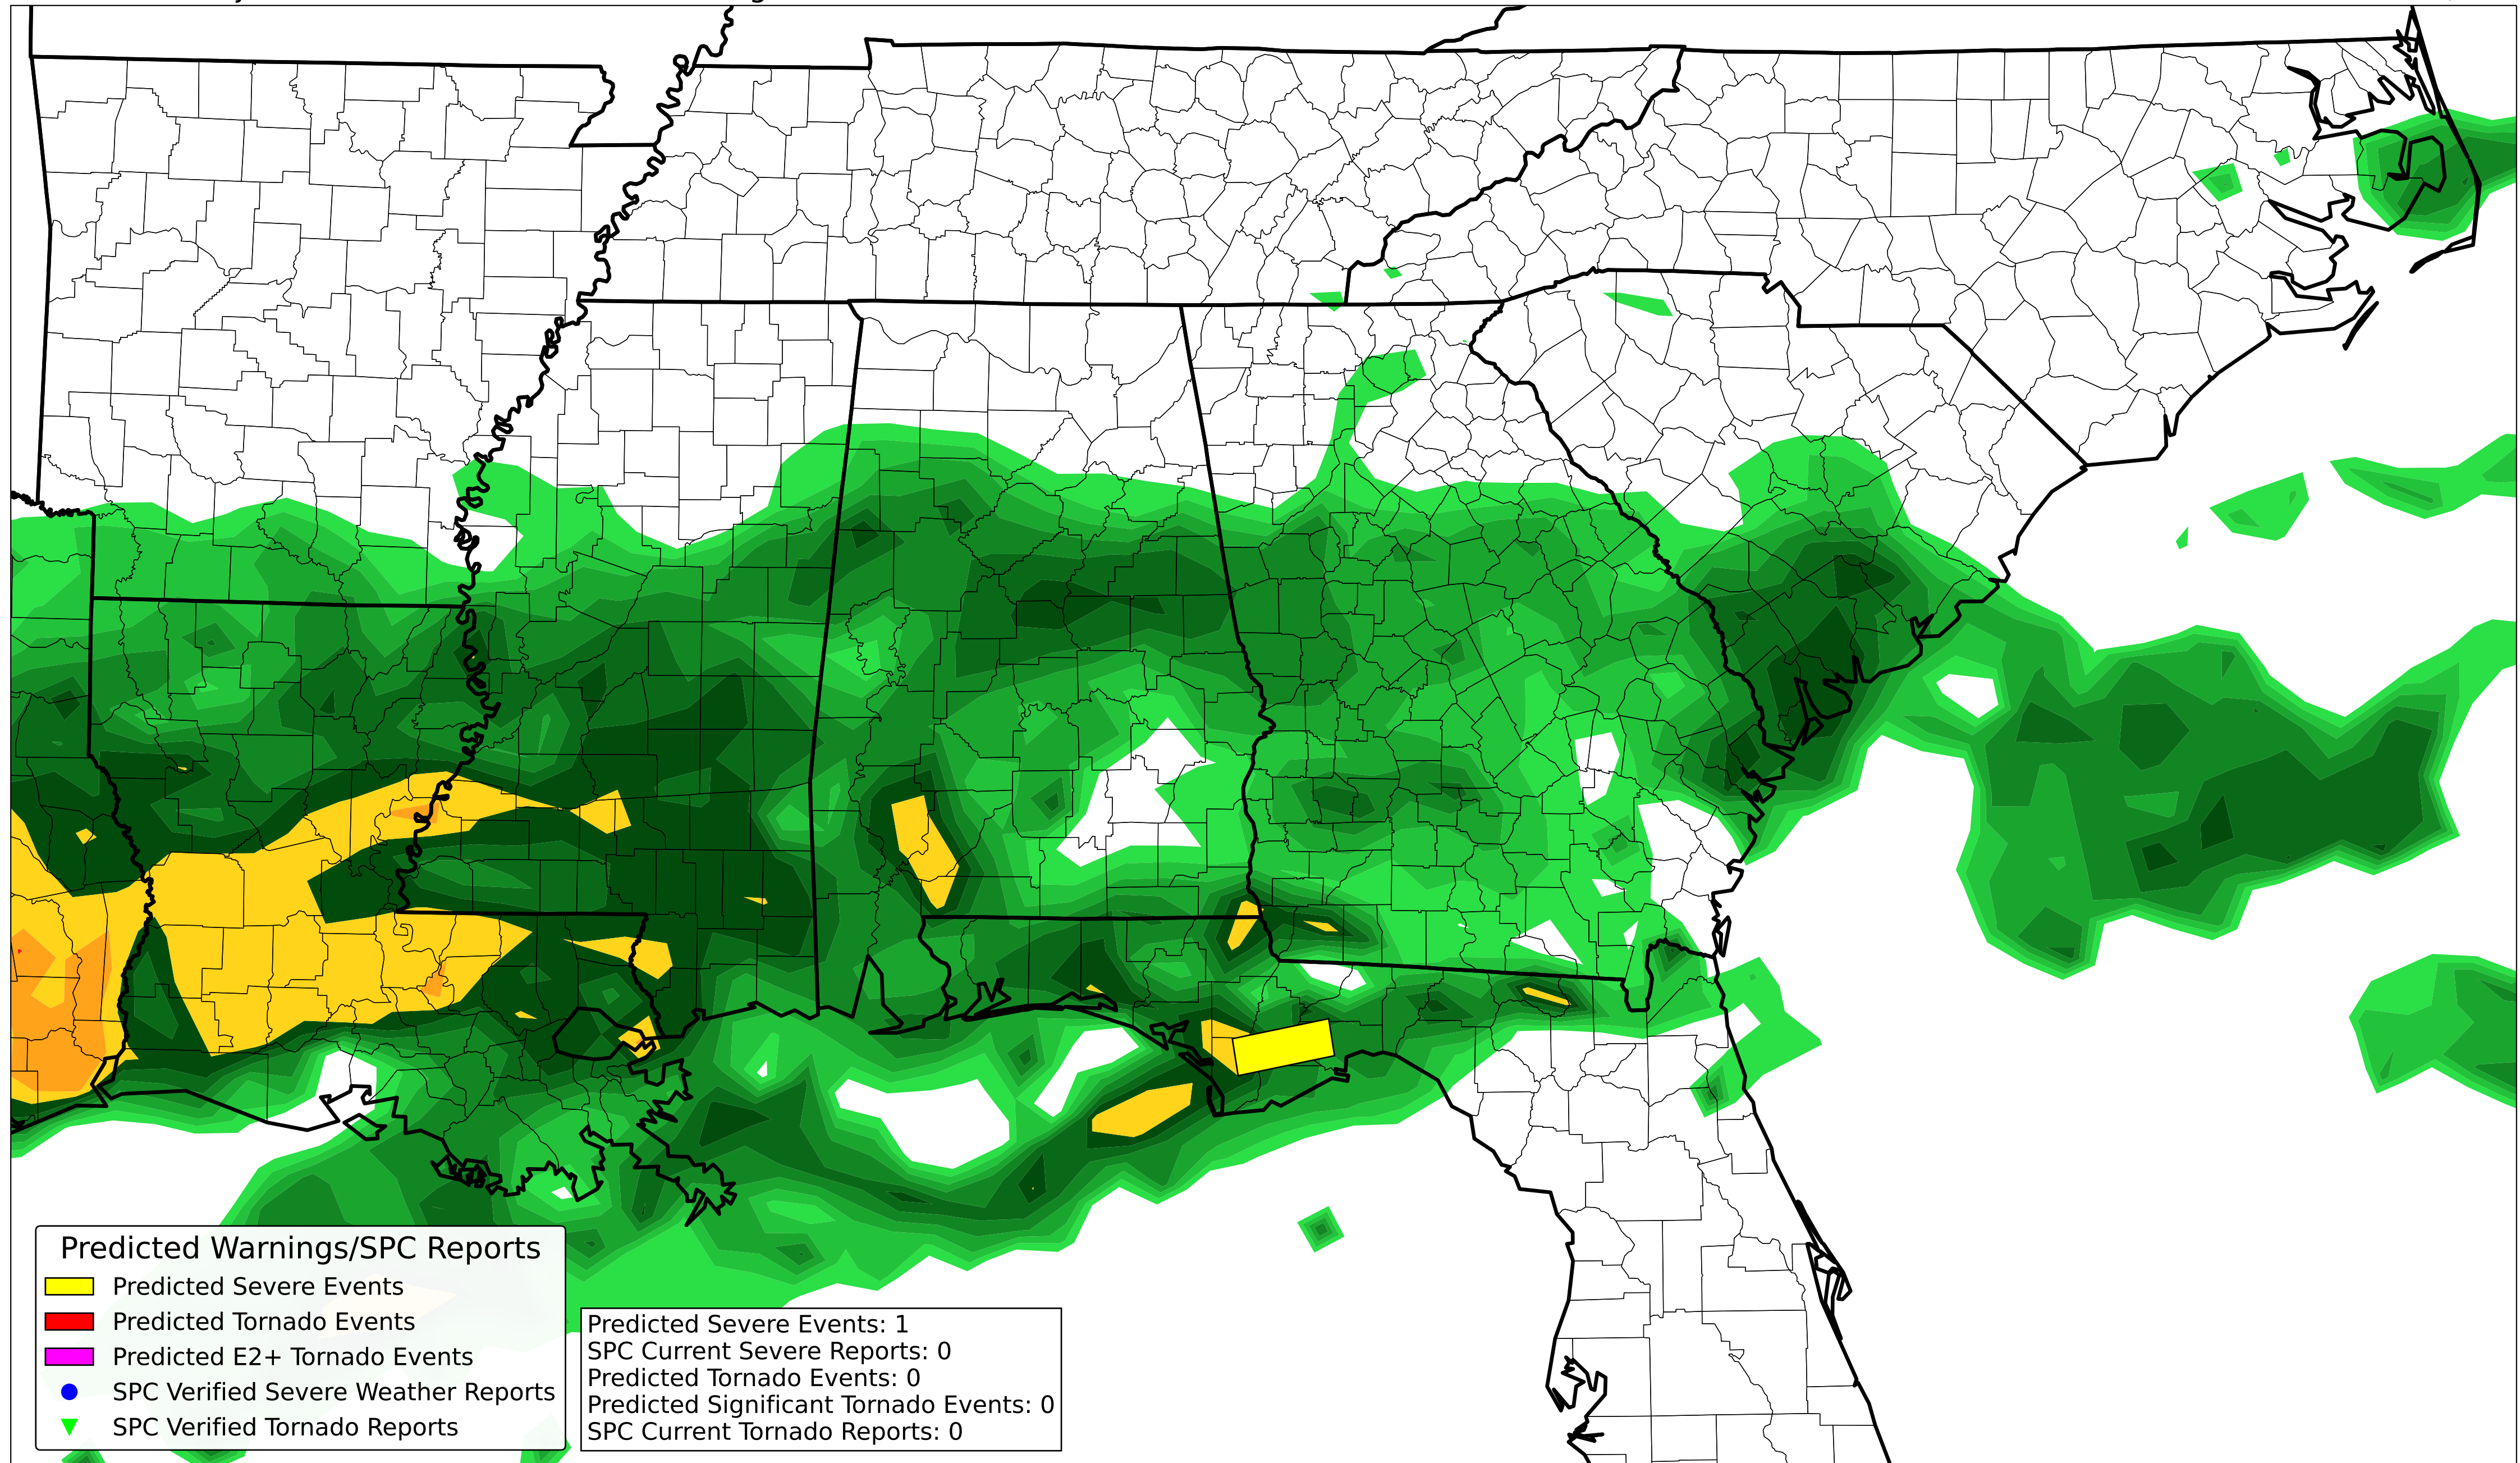 Predicted Warnings/SPC Reports
Predicted Severe Events
Predicted Tornado Events
Predicted E2+ Tornado Events
SPC Verified Severe Weather Reports
SPC Verified Tornado Reports
Predicted Severe Events: 1
SPC Current Severe Reports: 0
Predicted Tornado Events: 0
Predicted Significant Tornado Events: 0
SPC Current Tornado Reports: 0